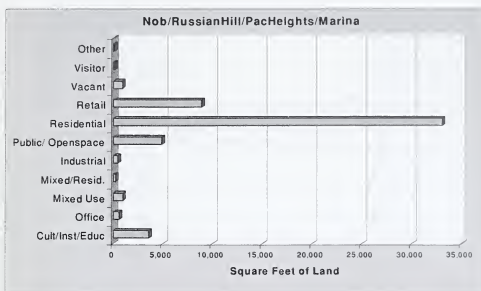 Nob/RussianHill/PacHeights/Marina
Other
Visitor
Vacant
Retail
Residential
Public/ Openspace
Industrial
Mixed/Resid.
Mixed Use
Office
Cult/Inst/Educ
0 5,000 10,000 15,000 20,000 25,000 30,000 35,000
Square Feet of Land